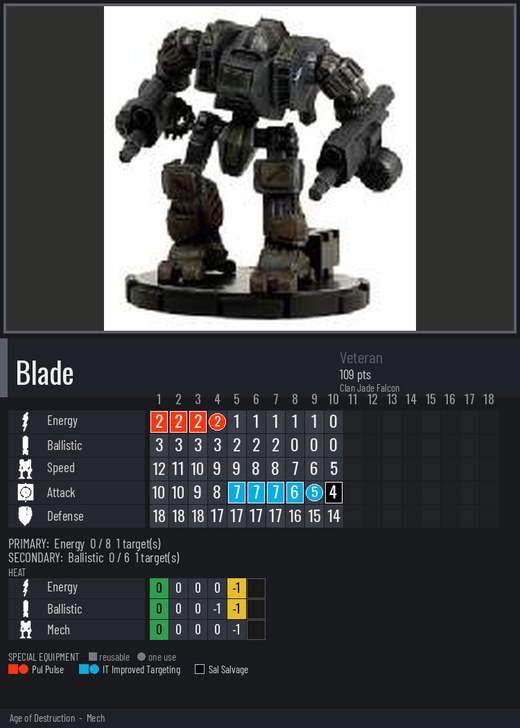 Blade
Veteran
109 pts
Clan Jade Falcon
1 2 3 4 5 6 7 8 9 10 11 12 13 14 15 16 17 18
Energy 2 2 2 2 1 1 1 1 1 0
Ballistic 3 3 3 3 2 2 2 0 0 0
Speed 12 11 10 9 9 8 8 7 6 5
Attack 10 10 9 8 7 7 7 6 5 4
Defense 18 18 18 17 17 17 17 16 15 14
PRIMARY: Energy 0/8 1 target(s)
SECONDARY: Ballistic 0/6 1 target(s)
HEAT
Energy 0 0 0 0 -1
Ballistic 0 0 0 -1 -1
Mech 0 0 0 0 -1
SPECIAL EQUIPMENT reusable one use
Pul Pulse IT Improved Targeting Sal Salvage
Age of Destruction - Mech